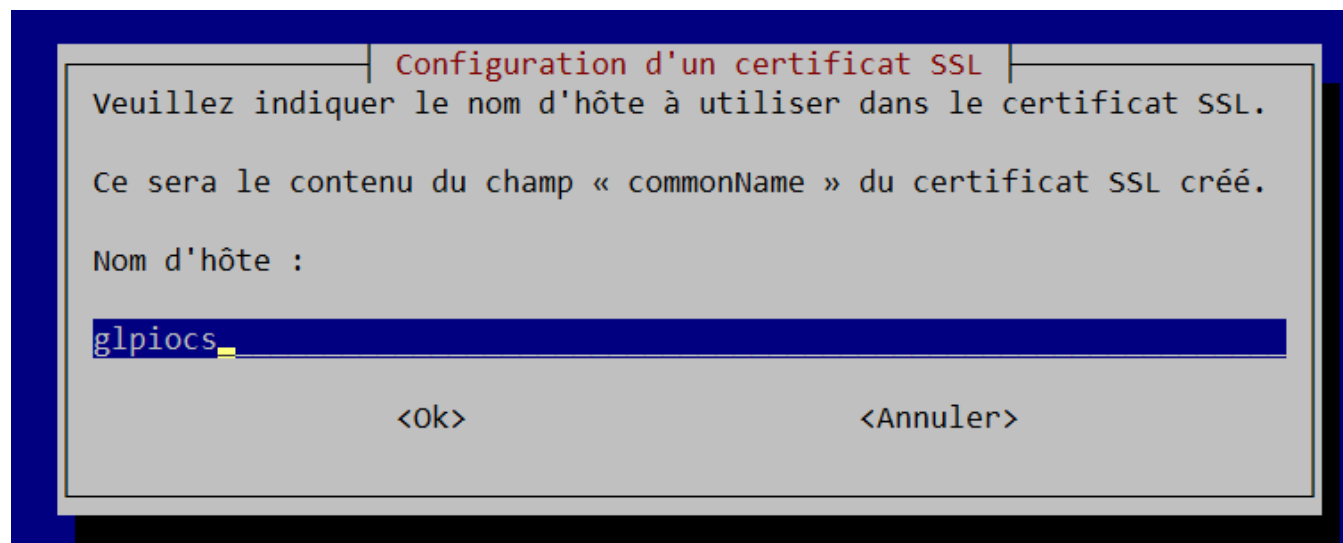 Configuration d'un certificat SSL
Veuillez indiquer le nom d'hôte à utiliser dans le certificat SSL.
Ce sera le contenu du champ « commonName » du certificat SSL créé.
Nom d'hôte :
glpiocs
<Ok> <Annuler>